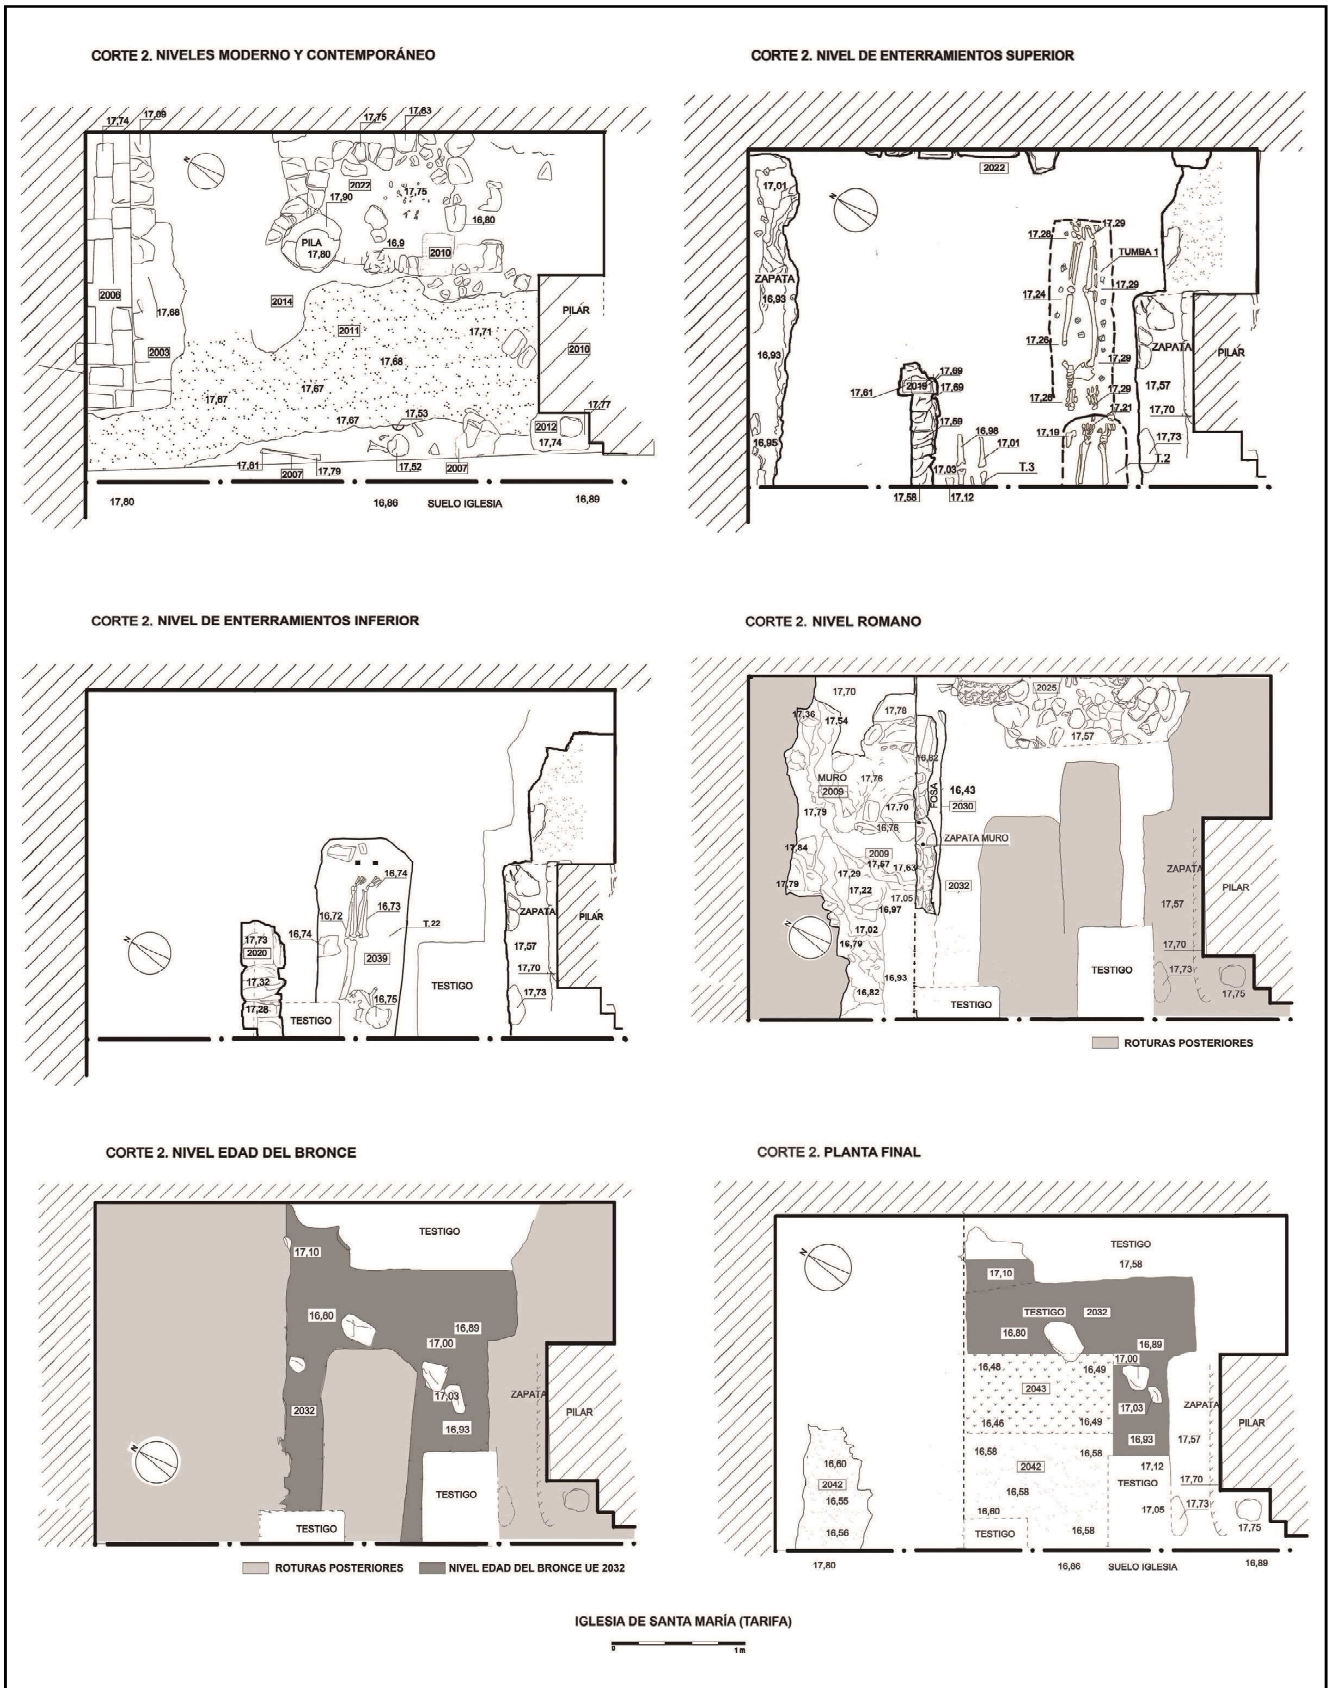 CORTE 2. NIVELES MODERNO Y CONTEMPORÁNEO
17,74
17,69
17,75
17,63
N
2022
17,90
17,75
16,80
PILA
17,80
16,9
2010
2006
17,68
2014
2011
17,71
PILAR
2010
2003
17,68
17,67
17,67
17,67
17,53
17,77
2012
17,74
17,81
2007
17,79
17,52
2007
17,80
16,86
SUELO IGLESIA
16,89
CORTE 2. NIVEL DE ENTERRAMIENTOS SUPERIOR
2022
17,01
N
17,28
17,29
TUMBA 1
ZAPATA
16,93
17,24
17,29
17,26
ZAPATA
PILAR
16,93
17,29
17,69
17,61
2019
17,69
17,57
17,28
17,29
17,21
17,70
17,59
16,98
17,19
17,73
16,95
17,01
17,03
T.3
T.2
17,58
17,12
CORTE 2. NIVEL DE ENTERRAMIENTOS INFERIOR
16,74
16,72
16,73
T.22
ZAPATA
PILAR
N
17,73
2020
16,74
2039
17,57
17,70
17,32
TESTIGO
17,28
16,75
17,73
TESTIGO
CORTE 2. NIVEL ROMANO
17,70
2025
17,36
17,54
17,78
17,57
16,82
MURO
2009
17,76
FOSA
16,43
2030
17,79
17,70
16,76
ZAPATA MURO
17,84
2009
17,57
17,63
17,29
ZAPATA
17,79
17,22
17,05
2032
PILAR
16,97
17,57
N
17,02
16,79
17,70
16,93
TESTIGO
17,73
16,82
TESTIGO
17,75
ROTURAS POSTERIORES
CORTE 2. NIVEL EDAD DEL BRONCE
TESTIGO
17,10
16,80
16,89
17,00
17,03
ZAPATA
2032
PILAR
16,93
N
TESTIGO
TESTIGO
ROTURAS POSTERIORES
NIVEL EDAD DEL BRONCE UE 2032
CORTE 2. PLANTA FINAL
TESTIGO
N
17,10
17,58
TESTIGO
2032
16,80
16,89
16,48
17,00
16,49
2043
17,03
ZAPATA
16,46
16,49
PILAR
16,93
17,57
16,58
16,58
16,60
2042
17,12
2042
TESTIGO
17,70
16,58
16,55
16,60
17,05
17,73
16,56
TESTIGO
16,58
17,75
17,80
16,86
SUELO IGLESIA
16,89
IGLESIA DE SANTA MARÍA (TARIFA)
0
1 m